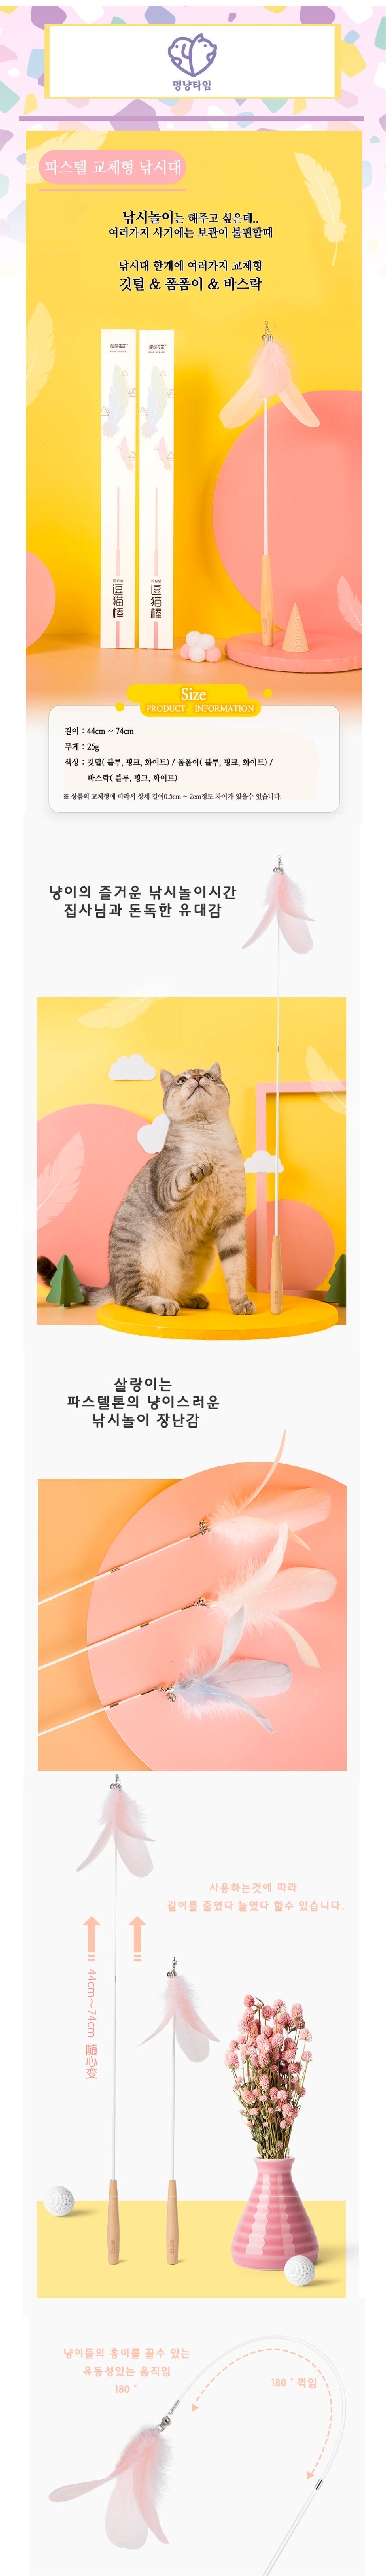 멍냥타임
파스텔 교체형 낚시대
낚시놀이는 해주고 싶은데..
여러가지 사기에는 보관이 불편할때
낚시대 한개에 여러가지 교체형
깃털 & 폼폼이 & 바스락
逗猫棒
逗猫棒
Size
PRODUCT INFORMATION
길이 : 44cm ~ 74cm
무게 : 25g
색상 : 깃털( 블루, 핑크, 화이트) / 폼폼이( 블루, 핑크, 화이트) /
바스락( 블루, 핑크, 화이트)
※ 상품의 교체형에 따라서 상세 길이0.5cm ~ 2cm정도 차이가 있을수 있습니다.
냥이의 즐거운 낚시놀이시간
집사님과 돈독한 유대감
살랑이는
파스텔톤의 냥이스러운
낚시놀이 장난감
사용하는것에 따라
길이를 줄였다 늘였다 할수 있습니다.
44cm~74cm 随心变
냥이들의 흥미를 끌수 있는
유동성있는 움직임
180 °
180 ° 꺽임